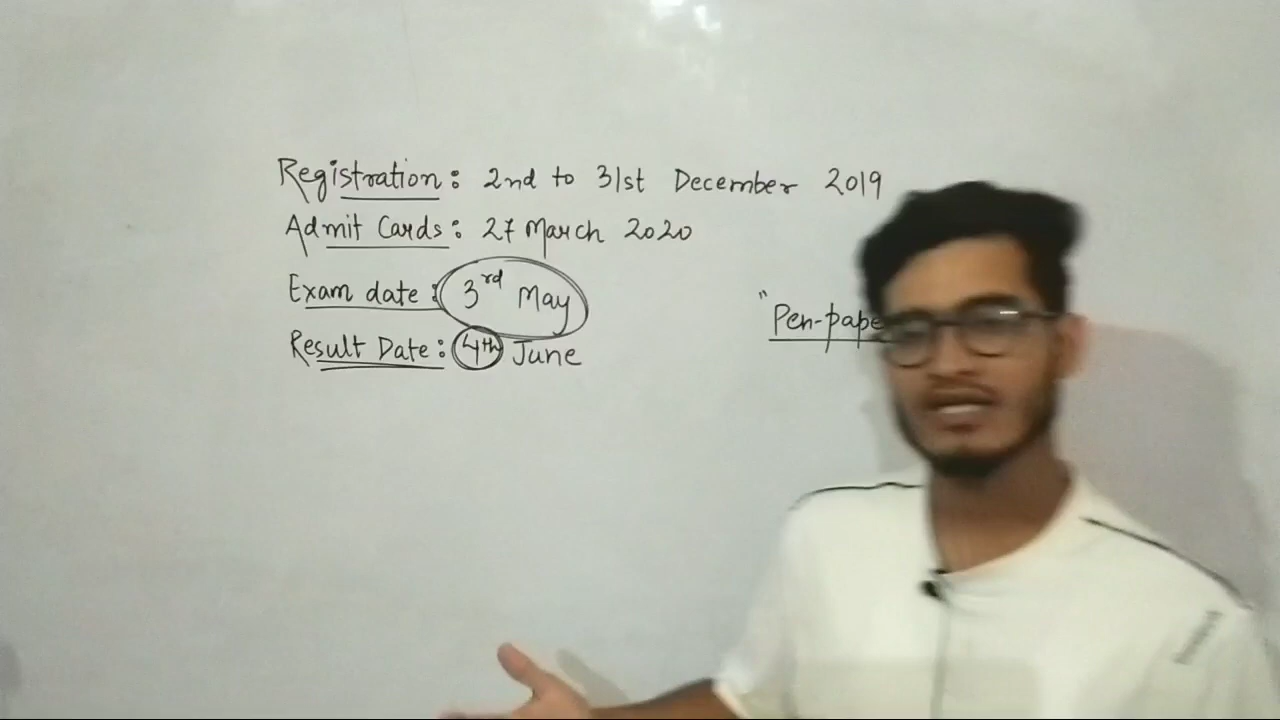 Registration: 2nd to 31st December 2019
Admit Cards: 27 March 2020
Exam date: 3rd May
Result Date: 4th June
"Pen-pape